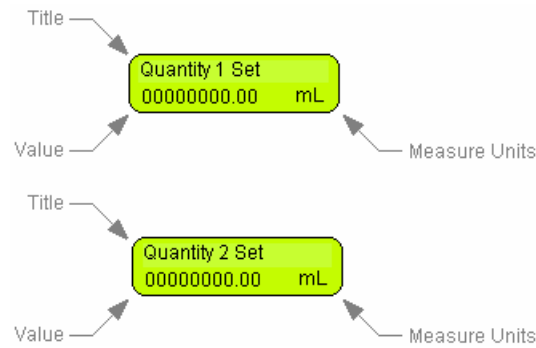 Title
Quantity 1 Set
00000000.00 mL
Value
Measure Units
Title
Quantity 2 Set
00000000.00 mL
Value
Measure Units